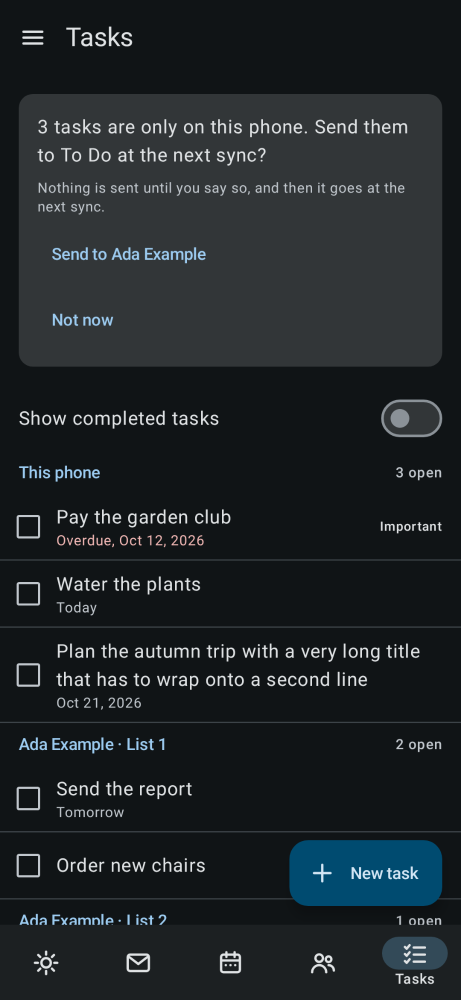 Tasks
3 tasks are only on this phone. Send them
to To Do at the next sync?
Nothing is sent until you say so, and then it goes at the
next sync.
Send to Ada Example
Not now
Show completed tasks
This phone
3 open
Pay the garden club
Important
Overdue, Oct 12, 2026
Water the plants
Today
Plan the autumn trip with a very long title
that has to wrap onto a second line
Oct 21, 2026
Ada Example · List 1
2 open
Send the report
Tomorrow
Order new chairs
New task
Ada Example · List 2
1 open
Tasks